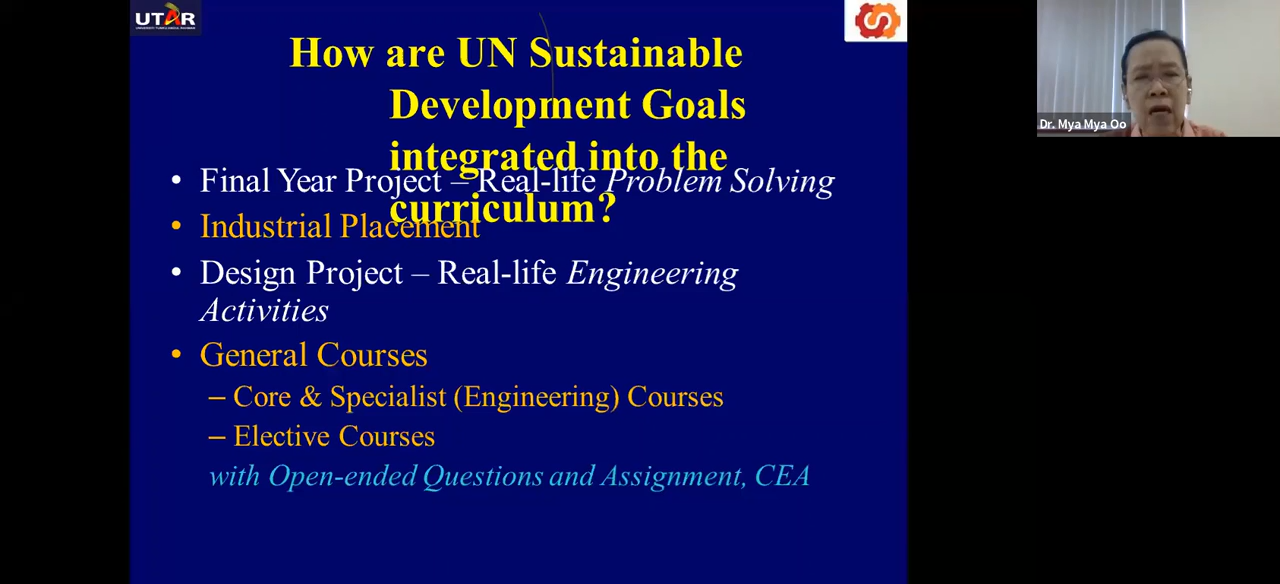 UTAR
How are UN Sustainable
Development Goals
integrated into the
curriculum?
• Final Year Project – Real-life Problem Solving
• Industrial Placement
• Design Project – Real-life Engineering
Activities
• General Courses
– Core & Specialist (Engineering) Courses
– Elective Courses
with Open-ended Questions and Assignment, CEA
Dr. Mya Mya Oo